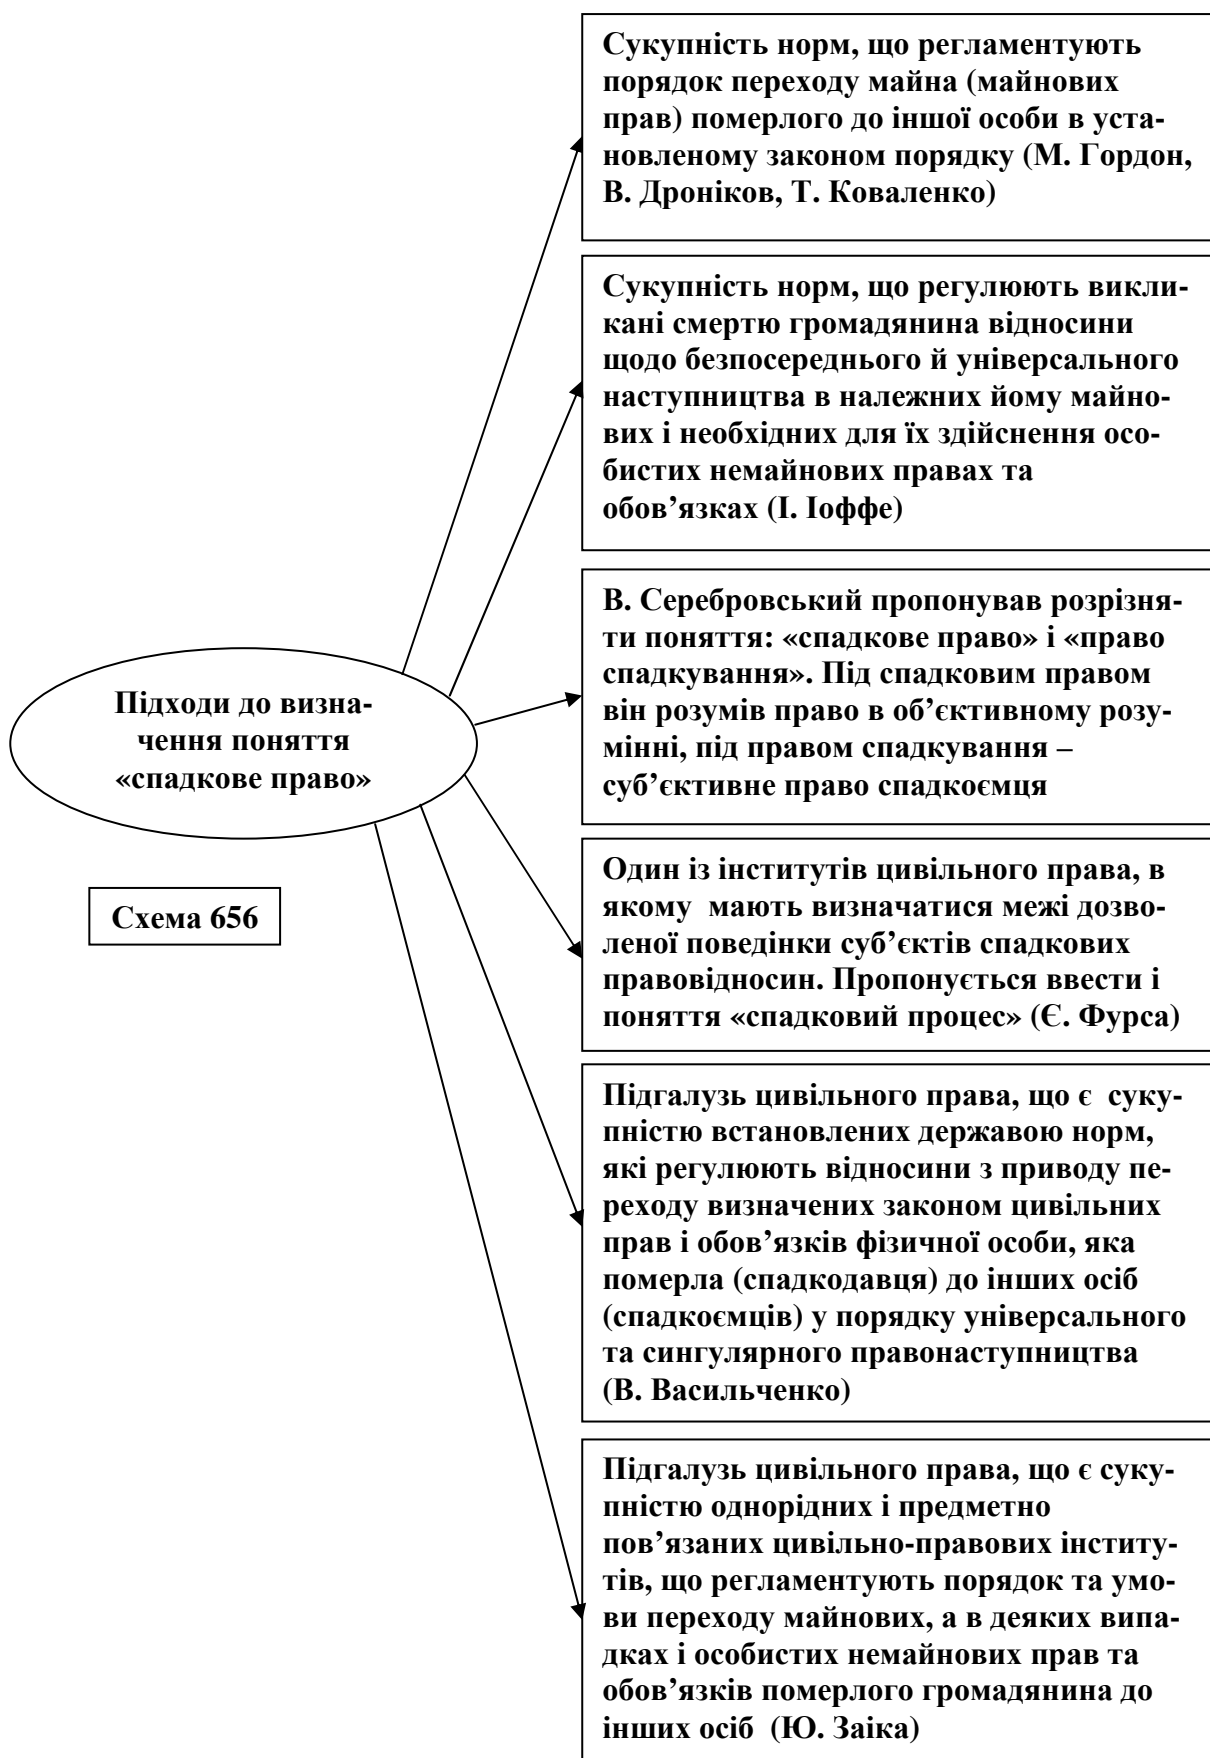 Сукупність норм, що регламентують
порядок переходу майна (майнових
прав) померлого до іншої особи в уста-
новленому законом порядку (М. Гордон,
В. Дроніков, Т. Коваленко)
Сукупність норм, що регулюють викли-
кані смертю громадянина відносини
щодо безпосереднього й універсального
наступництва в належних йому майно-
вих і необхідних для їх здійснення осо-
бистих немайнових правах та
обов’язках (І. Іоффе)
В. Серебровський пропонував розрізня-
ти поняття: «спадкове право» і «право
спадкування». Під спадковим правом
він розумів право в об’єктивному розу-
мінні, під правом спадкування –
суб’єктивне право спадкоємця
Підходи до визна-
чення поняття
«спадкове право»
Схема 656
Один із інститутів цивільного права, в
якому  мають визначатися межі дозво-
леної поведінки суб’єктів спадкових
правовідносин. Пропонується ввести і
поняття «спадковий процес» (Є. Фурса)
Підгалузь цивільного права, що є  суку-
пністю встановлених державою норм,
які регулюють відносини з приводу пе-
реходу визначених законом цивільних
прав і обов’язків фізичної особи, яка
померла (спадкодавця) до інших осіб
(спадкоємців) у порядку універсального
та сингулярного правонаступництва
(В. Васильченко)
Підгалузь цивільного права, що є суку-
пністю однорідних і предметно
пов’язаних цивільно-правових інститу-
тів, що регламентують порядок та умо-
ви переходу майнових, а в деяких випа-
дках і особистих немайнових прав та
обов’язків померлого громадянина до
інших осіб  (Ю. Заіка)